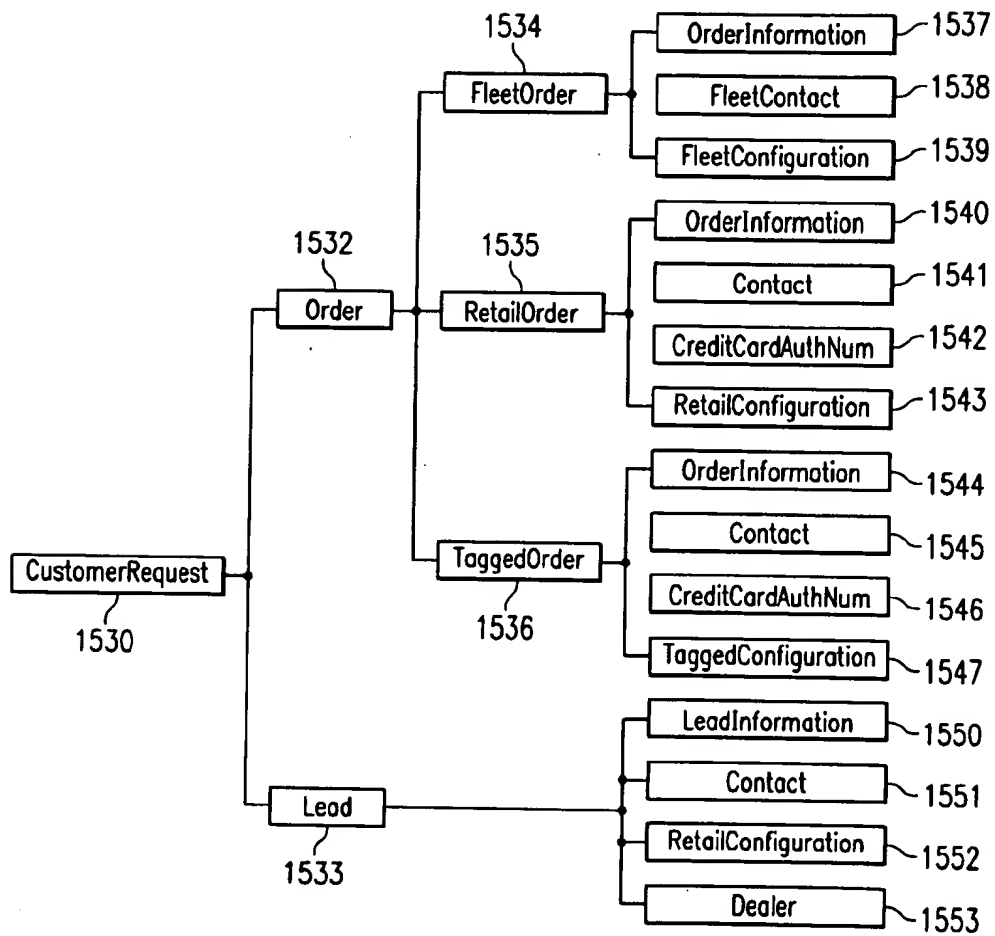 1534
FleetOrder
OrderInformation 1537
FleetContact 1538
FleetConfiguration 1539
1532
Order
1535
RetailOrder
OrderInformation 1540
Contact 1541
CreditCardAuthNum 1542
RetailConfiguration 1543
OrderInformation 1544
Contact 1545
TaggedOrder
1536
CreditCardAuthNum 1546
TaggedConfiguration 1547
CustomerRequest
1530
LeadInformation 1550
Contact 1551
Lead
1533
RetailConfiguration 1552
Dealer 1553